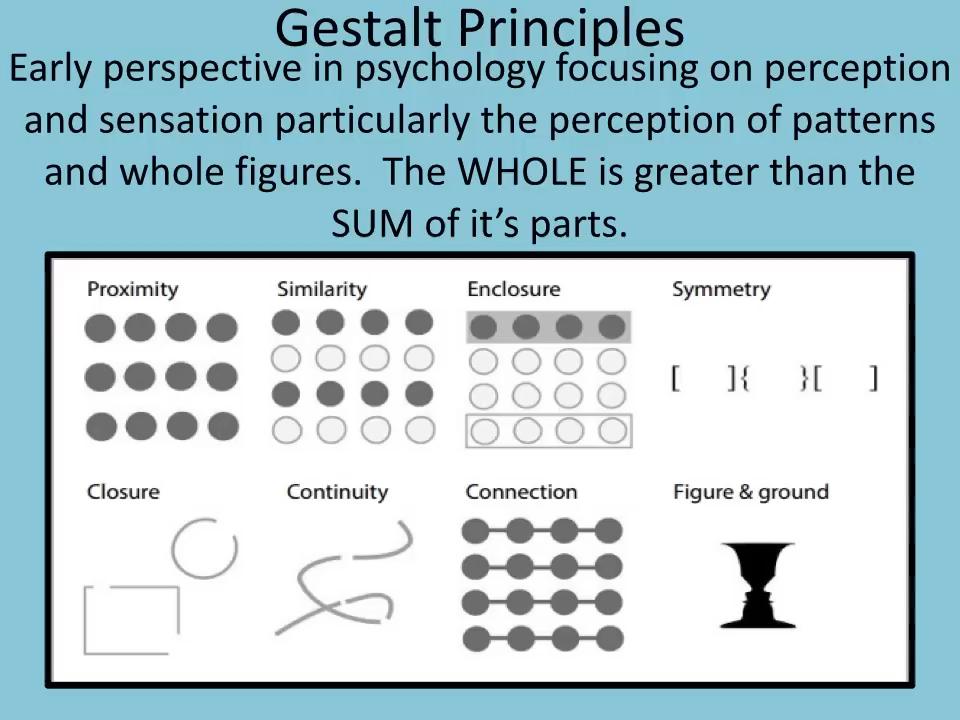 Gestalt Principles
Early perspective in psychology focusing on perception
and sensation particularly the perception of patterns
and whole figures.  The WHOLE is greater than the
SUM of it’s parts.
Proximity
Similarity
Enclosure
Symmetry
[ ]{ }[ ]
Closure
Continuity
Connection
Figure & ground